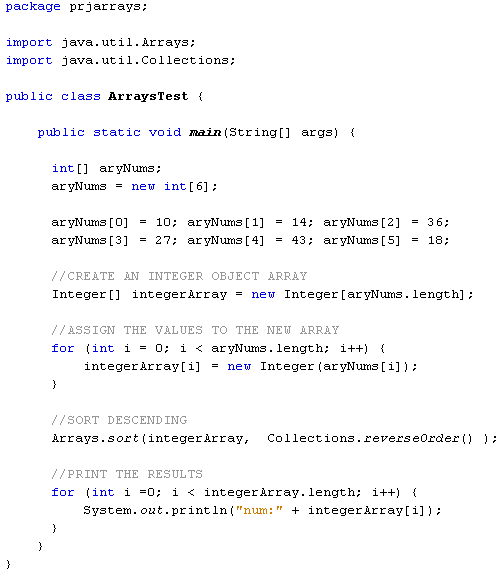 package prjarrays;
import java.util.Arrays;
import java.util.Collections;
public class ArraysTest {
public static void main(String[] args) {
int[] aryNums;
aryNums = new int[6];
aryNums[0] = 10; aryNums[1] = 14; aryNums[2] = 36;
aryNums[3] = 27; aryNums[4] = 43; aryNums[5] = 18;
//CREATE AN INTEGER OBJECT ARRAY
Integer[] integerArray = new Integer[aryNums.length];
//ASSIGN THE VALUES TO THE NEW ARRAY
for (int i = 0; i < aryNums.length; i++) {
integerArray[i] = new Integer(aryNums[i]);
}
//SORT DESCENDING
Arrays.sort(integerArray,  Collections.reverseOrder() );
//PRINT THE RESULTS
for (int i =0; i < integerArray.length; i++) {
System.out.println("num:" + integerArray[i]);
}
}
}